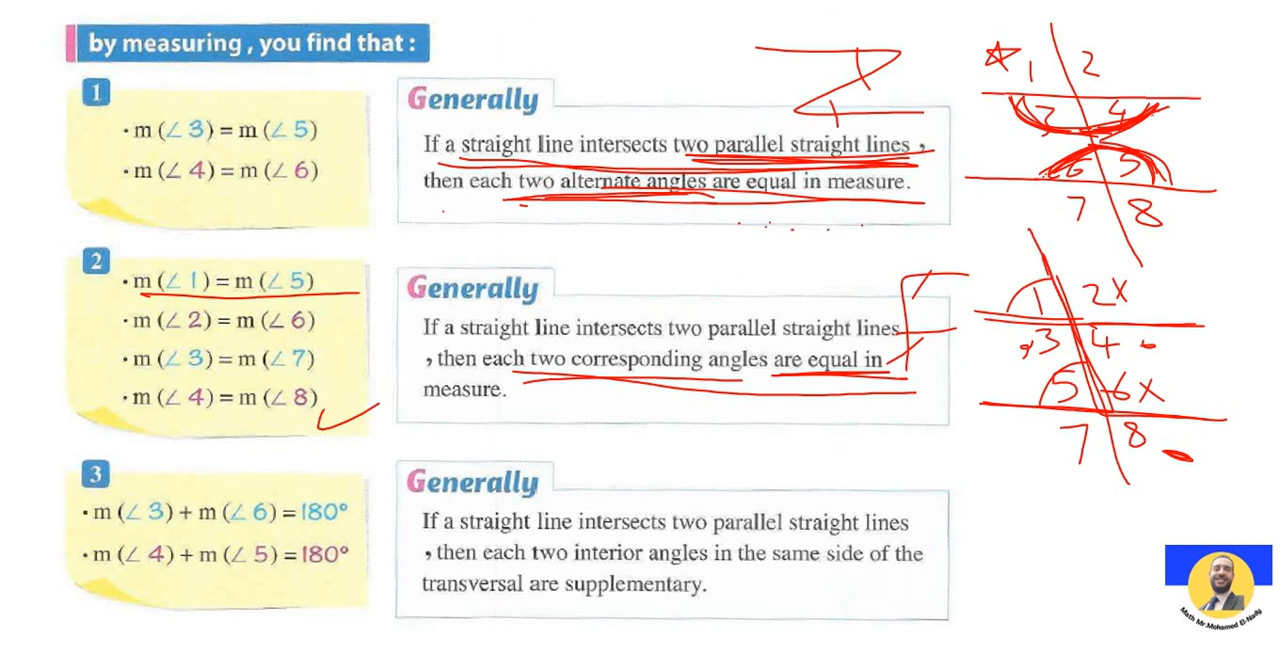 by measuring, you find that :
1
• m (∠ 3) = m (∠ 5)
• m (∠ 4) = m (∠ 6)
Generally
If a straight line intersects two parallel straight lines ,
then each two alternate angles are equal in measure.
1 2
3 4
6 5
7 8
2
• m (∠ 1) = m (∠ 5)
• m (∠ 2) = m (∠ 6)
• m (∠ 3) = m (∠ 7)
• m (∠ 4) = m (∠ 8)
Generally
If a straight line intersects two parallel straight lines
, then each two corresponding angles are equal in
measure.
1 2x
3 4
5 6x
7 8
3
• m (∠ 3) + m (∠ 6) = 180°
• m (∠ 4) + m (∠ 5) = 180°
Generally
If a straight line intersects two parallel straight lines
, then each two interior angles in the same side of the
transversal are supplementary.
Math Mr.Mohamed El-Nady